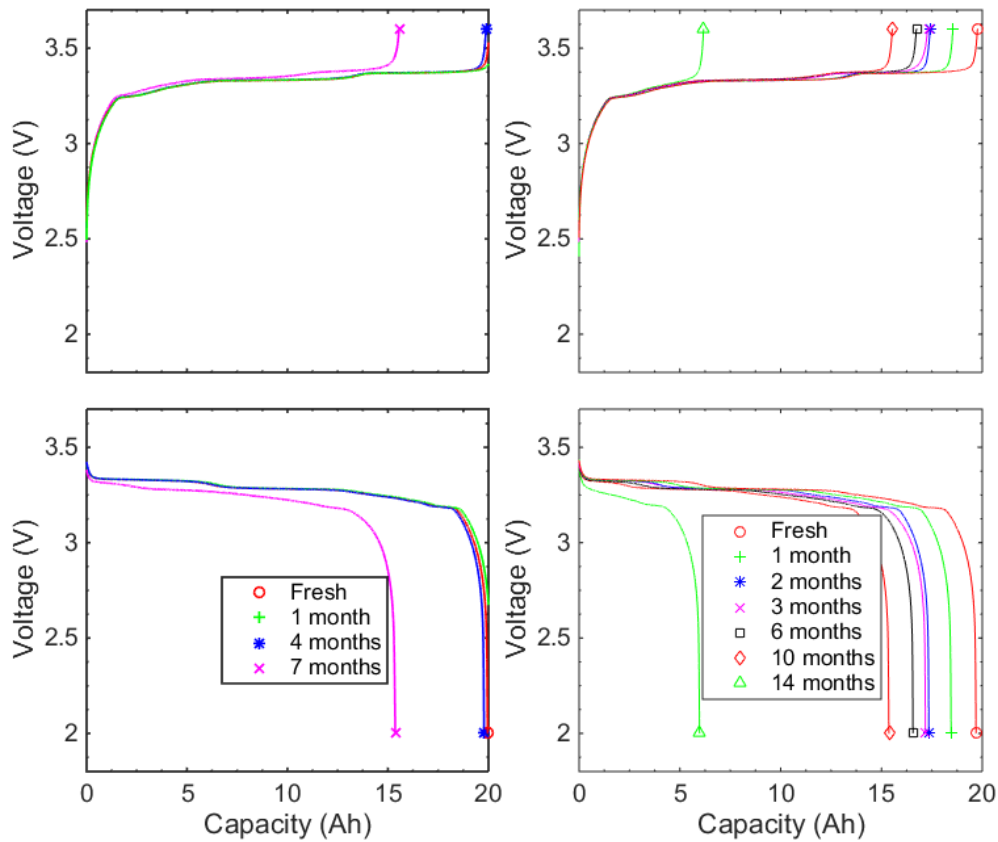 3.5
3
2.5
2
Voltage (V)
3.5
3
2.5
2
Voltage (V)
3.5
3
2.5
2
Voltage (V)
0
5
10
15
20
Capacity (Ah)
Fresh
1 month
4 months
7 months
3.5
3
2.5
2
Voltage (V)
0
5
10
15
20
Capacity (Ah)
Fresh
1 month
2 months
3 months
6 months
10 months
14 months